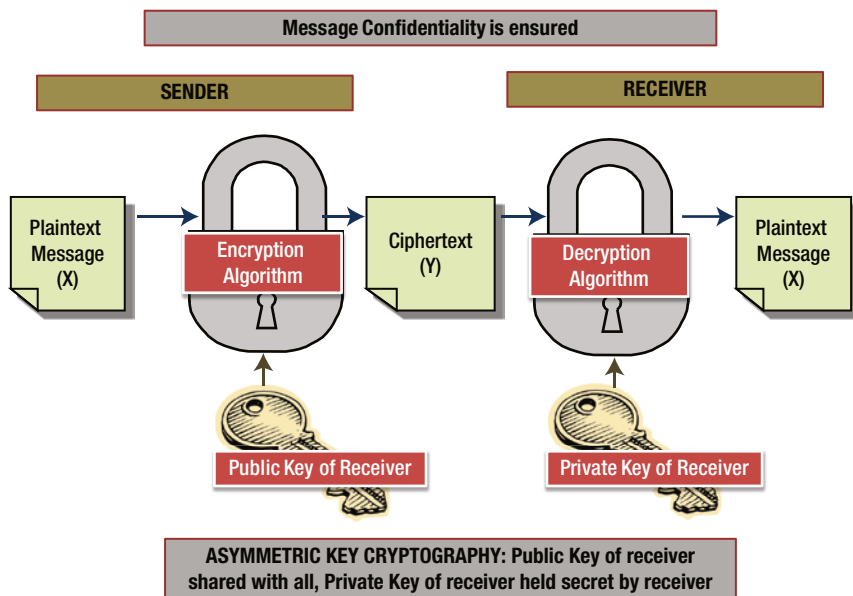 Message Confidentiality is ensured
SENDER
RECEIVER
Plaintext
Message
(X)
Encryption
Algorithm
Ciphertext
(Y)
Decryption
Algorithm
Plaintext
Message
(X)
Public Key of Receiver
Private Key of Receiver
ASYMMETRIC KEY CRYPTOGRAPHY: Public Key of receiver
shared with all, Private Key of receiver held secret by receiver